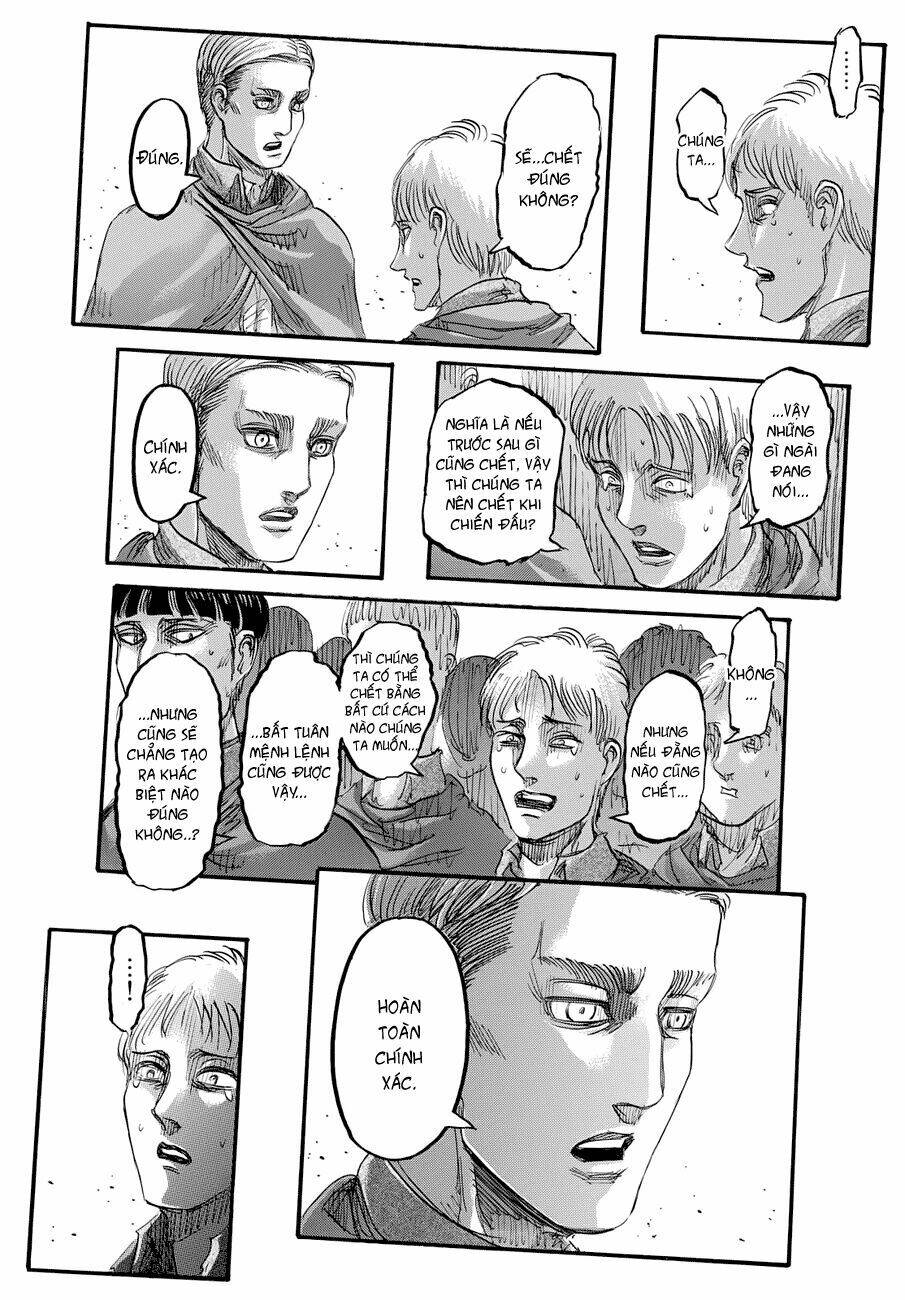 ......
CHÚNG
TA...
SẼ...CHẾT
ĐÚNG
KHÔNG?
ĐÚNG.
...VẬY
NHỮNG
GÌ NGÀI
ĐANG
NÓI...
NGHĨA LÀ NẾU
TRƯỚC SAU GÌ
CŨNG CHẾT, VẬY
THÌ CHÚNG TA
NÊN CHẾT KHI
CHIẾN ĐẤU?
CHÍNH
XÁC.
KHÔNG
...
NHƯNG
NẾU ĐẰNG
NÀO CŨNG
CHẾT...
THÌ CHÚNG
TA CÓ THỂ
CHẾT BẰNG
BẤT CỨ CÁCH
NÀO CHÚNG
TA MUỐN...
...BẤT TUÂN
MỆNH LỆNH
CŨNG ĐƯỢC
VẬY...
...NHƯNG
CŨNG SẼ
CHẲNG TẠO
RA KHÁC
BIỆT NÀO
ĐÚNG
KHÔNG..?
HOÀN
TOÀN
CHÍNH
XÁC.
....!